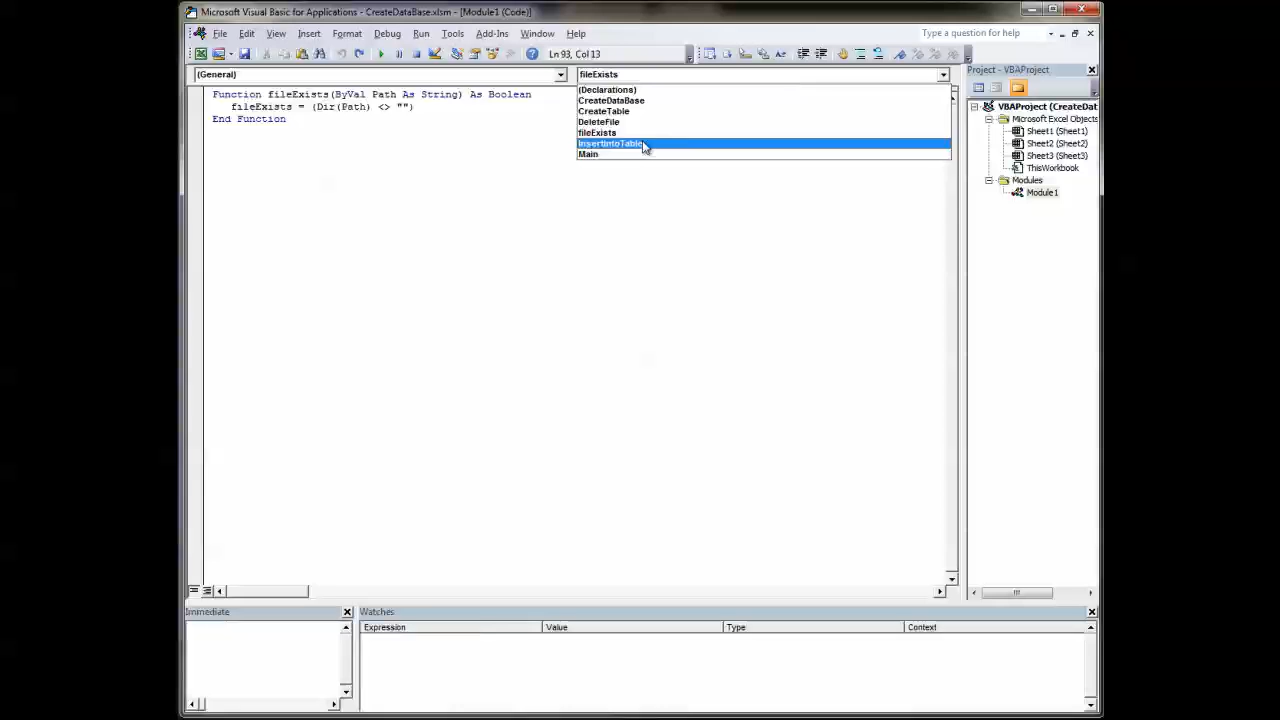 Microsoft Visual Basic for Applications - CreateDataBase.xlsm - [Module1 (Code)]
File Edit View Insert Format Debug Run Tools Add-Ins Window Help
Type a question for help
Ln 93, Col 13
Project - VBAProject
(General)
fileExists
(Declarations)
CreateDataBase
CreateTable
DeleteFile
fileExists
InsertIntoTable
Main
Function fileExists(ByVal Path As String) As Boolean
fileExists = (Dir(Path) <> "")
End Function
VBAProject (CreateDat
Microsoft Excel Objects
Sheet1 (Sheet1)
Sheet2 (Sheet2)
Sheet3 (Sheet3)
ThisWorkbook
Modules
Module1
Immediate
Watches
Expression Value Type Context